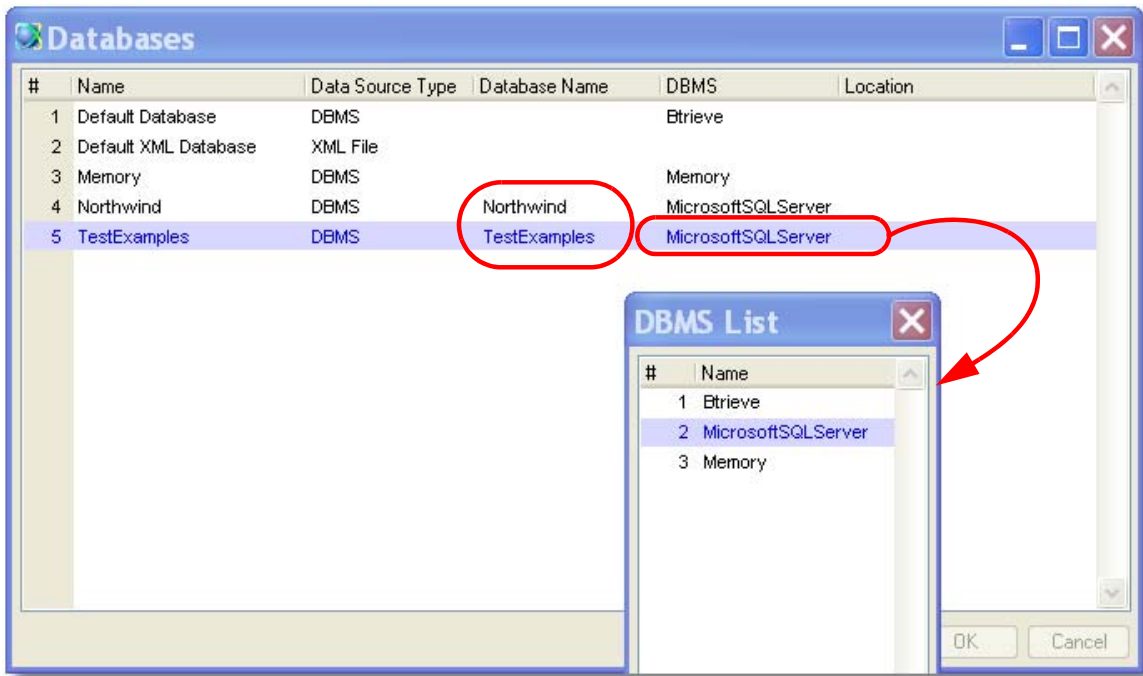 Databases
# Name Data Source Type Database Name DBMS Location
1 Default Database DBMS Btrieve
2 Default XML Database XML File
3 Memory DBMS Memory
4 Northwind DBMS Northwind MicrosoftSQLServer
5 TestExamples DBMS TestExamples MicrosoftSQLServer
DBMS List
# Name
1 Btrieve
2 MicrosoftSQLServer
3 Memory
OK Cancel